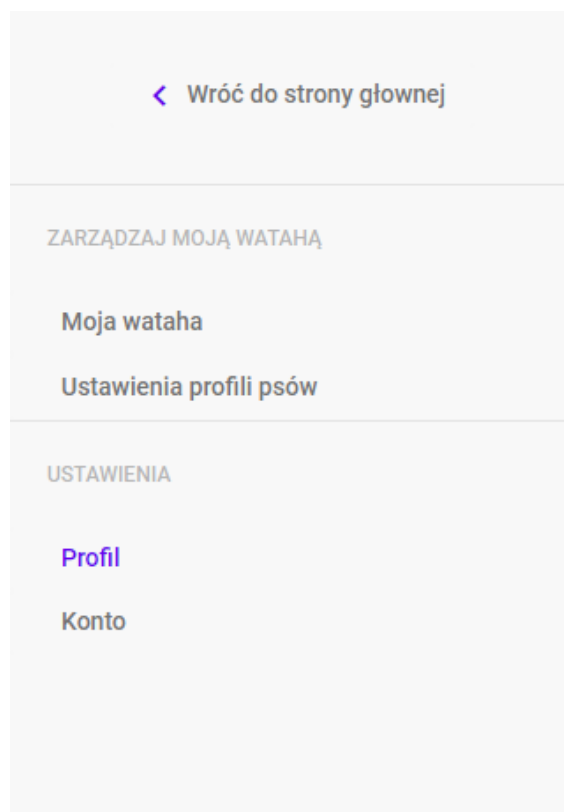 Wróć do strony głownej
ZARZĄDZAJ MOJĄ WATAHĄ
Moja wataha
Ustawienia profili psów
USTAWIENIA
Profil
Konto